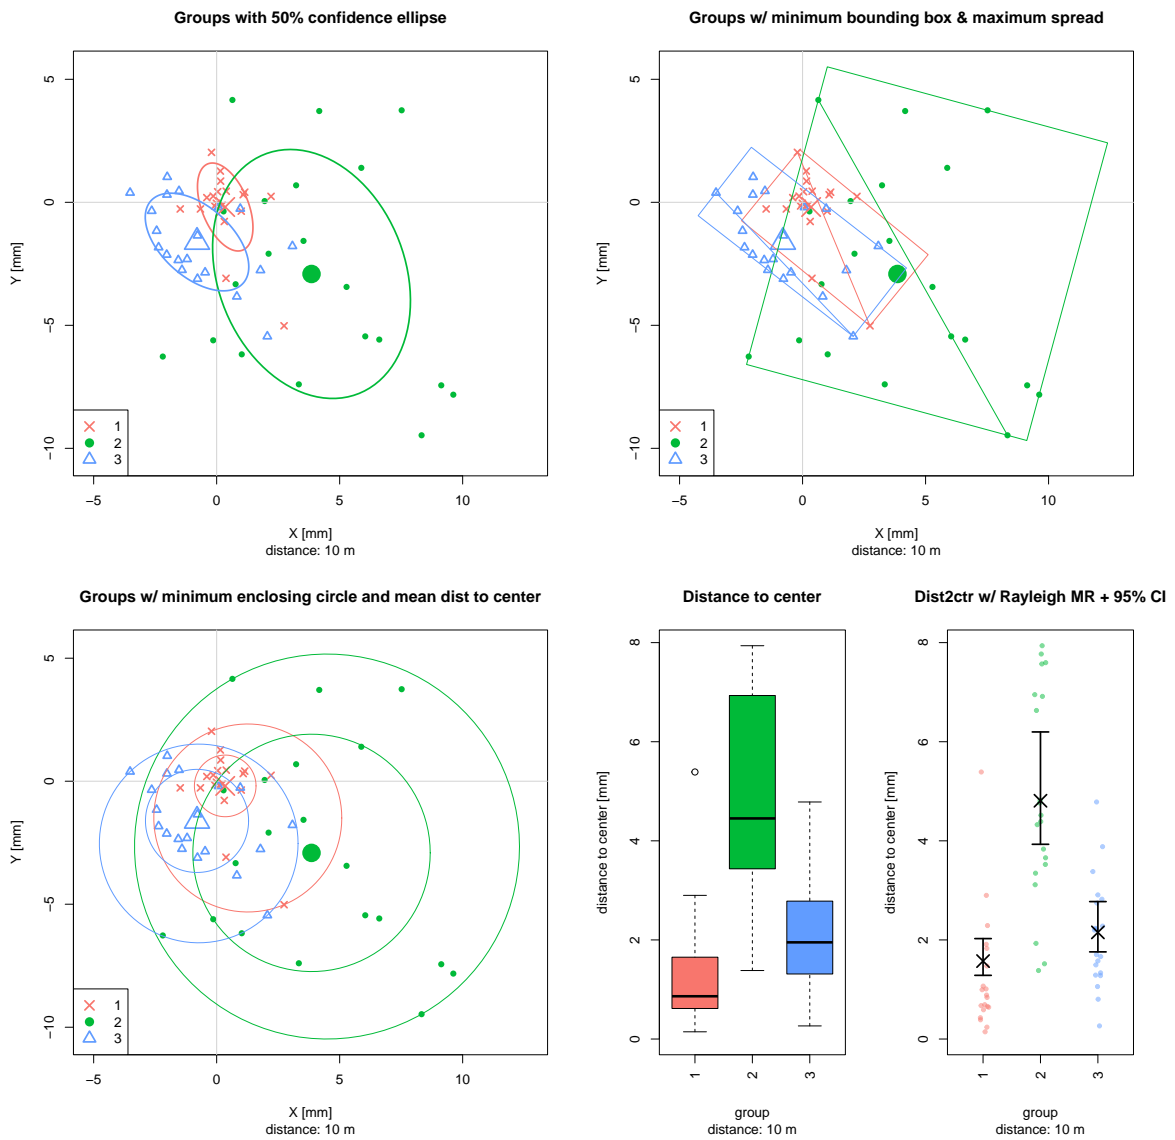 Groups with 50% confidence ellipse
5
0
−5
−10
Y [mm]
1
2
3
−5
0
5
10
X [mm]
distance: 10 m
Groups w/ minimum bounding box & maximum spread
5
0
−5
−10
Y [mm]
1
2
3
−5
0
5
10
X [mm]
distance: 10 m
Groups w/ minimum enclosing circle and mean dist to center
5
0
−5
−10
Y [mm]
1
2
3
−5
0
5
10
X [mm]
distance: 10 m
Distance to center
8
6
4
2
0
distance to center [mm]
1
2
3
group
distance: 10 m
Dist2ctr w/ Rayleigh MR + 95% CI
8
6
4
2
0
distance to center [mm]
1
2
3
group
distance: 10 m